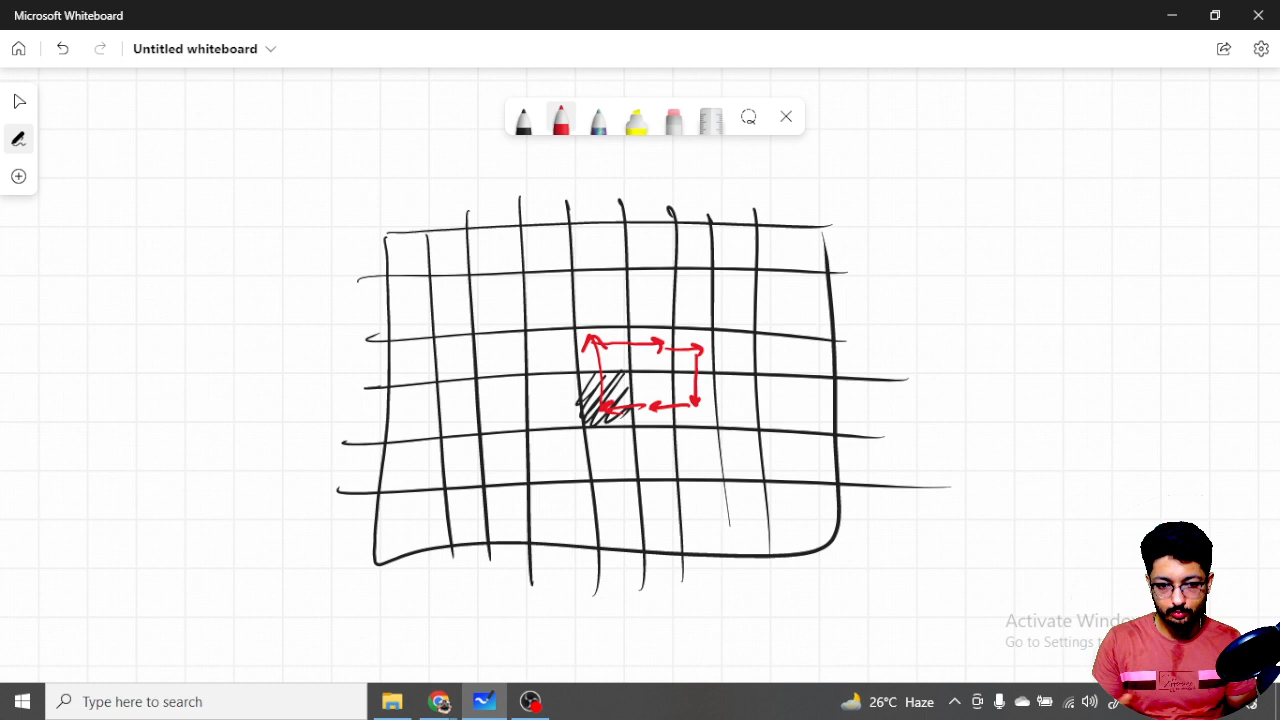 Microsoft Whiteboard
Untitled whiteboard
Activate Windo
Go to Settings t
Type here to search
26°C Haze